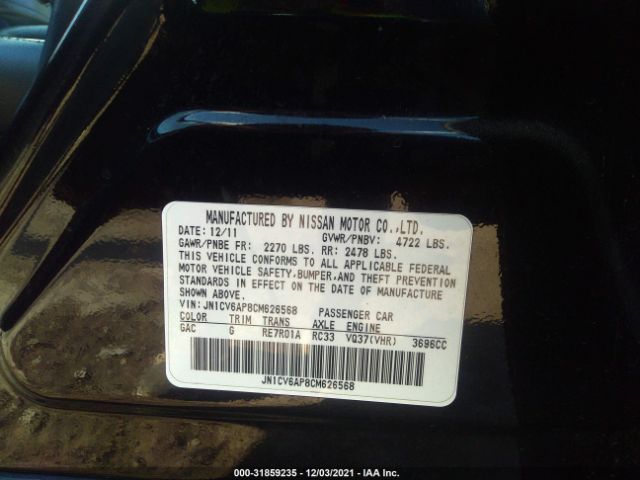 MANUFACTURED BY NISSAN MOTOR CO.,LTD.
DATE: 12/11 GVWR/PNBV: 4722 LBS.
GAWR/PNBE FR: 2270 LBS. RR: 2478 LBS.
THIS VEHICLE CONFORMS TO ALL APPLICABLE FEDERAL
MOTOR VEHICLE SAFETY,BUMPER,AND THEFT PREVENTION
STANDARDS IN EFFECT ON THE DATE OF MANUFACTURE
SHOWN ABOVE.
VIN: JN1CV6AP8CM626568 PASSENGER CAR
COLOR TRIM TRANS AXLE ENGINE
GAC G RE7R01A RC33 VQ37(VHR) 3696CC
JN1CV6AP8CM626568
000-31859235 - 12/03/2021 - IAA Inc.